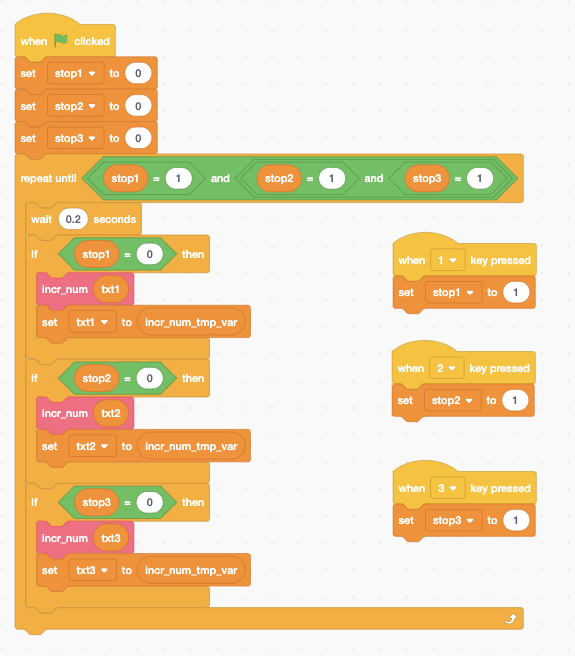 when clicked
set stop1 to 0
set stop2 to 0
set stop3 to 0
repeat until stop1 = 1 and stop2 = 1 and stop3 = 1
wait 0.2 seconds
if stop1 = 0 then
incr_num txt1
set txt1 to incr_num_tmp_var
if stop2 = 0 then
incr_num txt2
set txt2 to incr_num_tmp_var
if stop3 = 0 then
incr_num txt3
set txt3 to incr_num_tmp_var
when 1 key pressed
set stop1 to 1
when 2 key pressed
set stop2 to 1
when 3 key pressed
set stop3 to 1